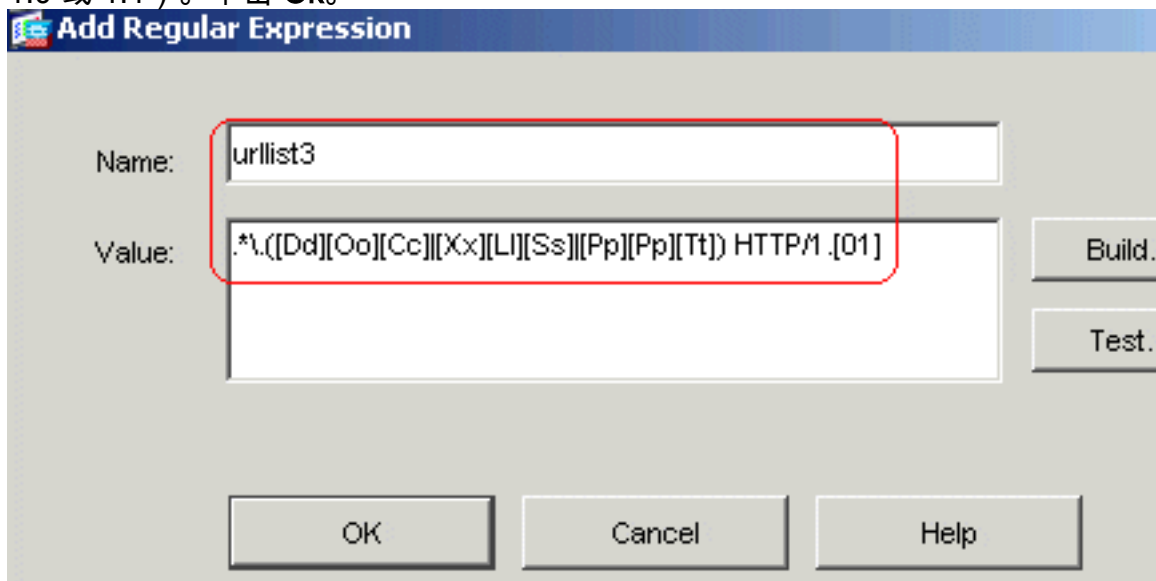 Add Regular Expression
Name:
urllist3
Value:
.*\.([Dd][Oo][Cc]|[Xx][Ll][Ss]|[Pp][Pp][Tt]) HTTP/1.[01]
Build.
Test.
OK
Cancel
Help